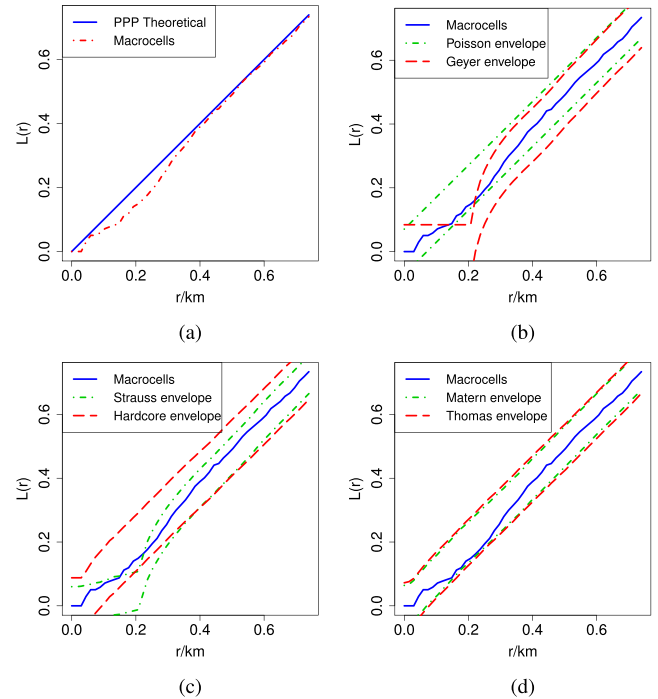 PPP Theoretical
Macrocells
L(r)
0.0 0.2 0.4 0.6
0.0 0.2 0.4 0.6
r/km
(a)
Macrocells
Poisson envelope
Geyer envelope
L(r)
0.0 0.2 0.4 0.6
0.0 0.2 0.4 0.6
r/km
(b)
Macrocells
Strauss envelope
Hardcore envelope
L(r)
0.0 0.2 0.4 0.6
0.0 0.2 0.4 0.6
r/km
(c)
Macrocells
Matern envelope
Thomas envelope
L(r)
0.0 0.2 0.4 0.6
0.0 0.2 0.4 0.6
r/km
(d)